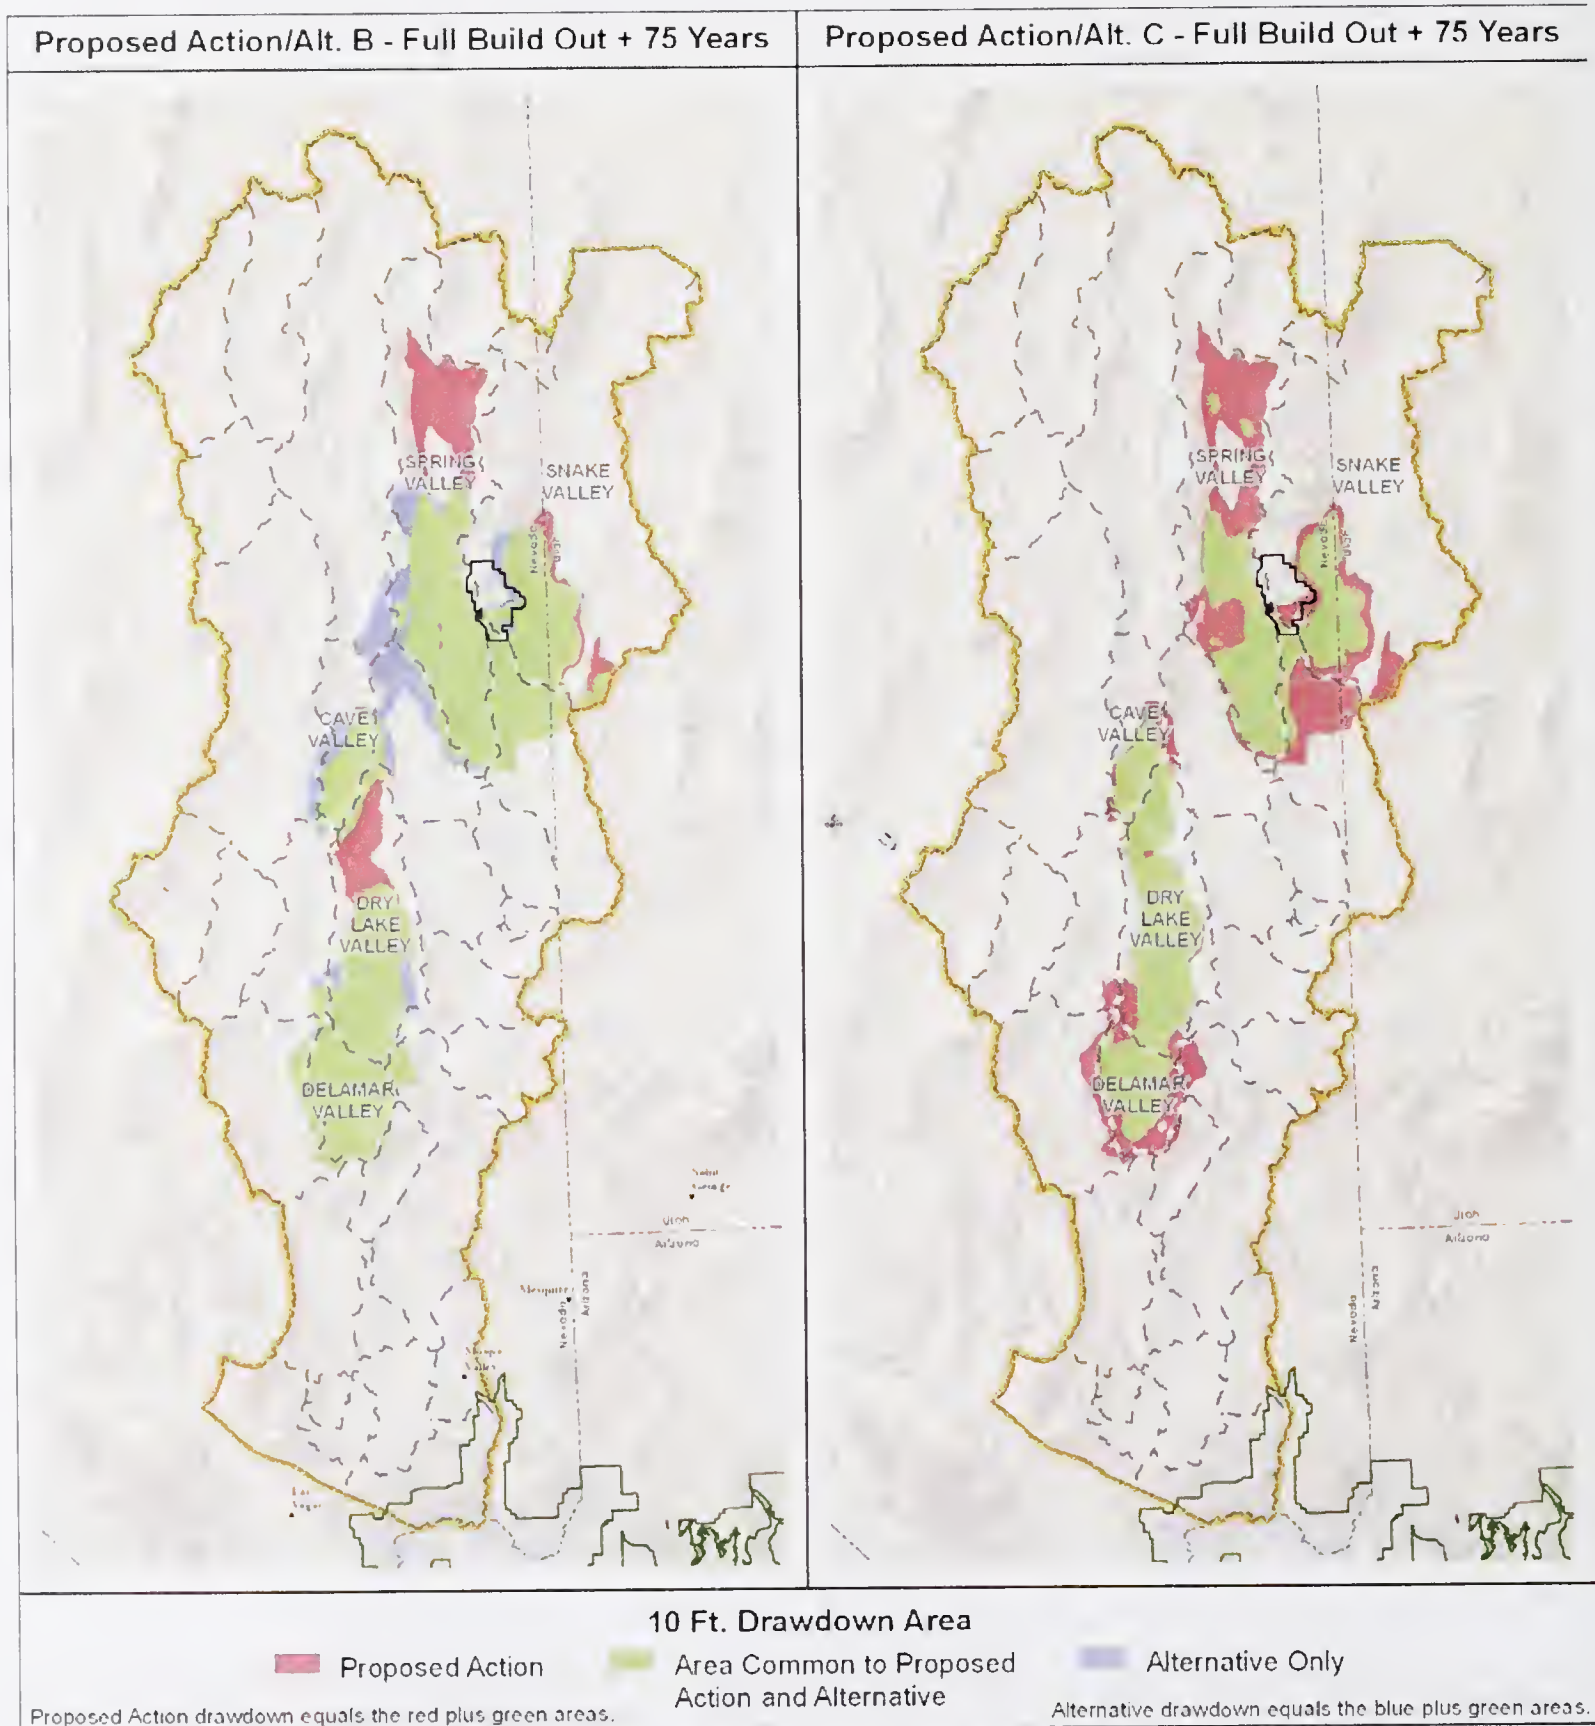 Proposed Action/Alt. B - Full Build Out + 75 Years
Proposed Action/Alt. C - Full Build Out + 75 Years
SPRING
VALLEY
SNAKE
VALLEY
Nevada
CAVE
VALLEY
DRY
LAKE
VALLEY
DELAMAR
VALLEY
Utah
Arizona
Mesquite
Nevada
Arizona
SPRING
VALLEY
SNAKE
VALLEY
Nevada
CAVE
VALLEY
DRY
LAKE
VALLEY
DELAMAR
VALLEY
Utah
Arizona
Nevada
Arizona
10 Ft. Drawdown Area
Proposed Action
Area Common to Proposed
Action and Alternative
Alternative Only
Proposed Action drawdown equals the red plus green areas.
Alternative drawdown equals the blue plus green areas.